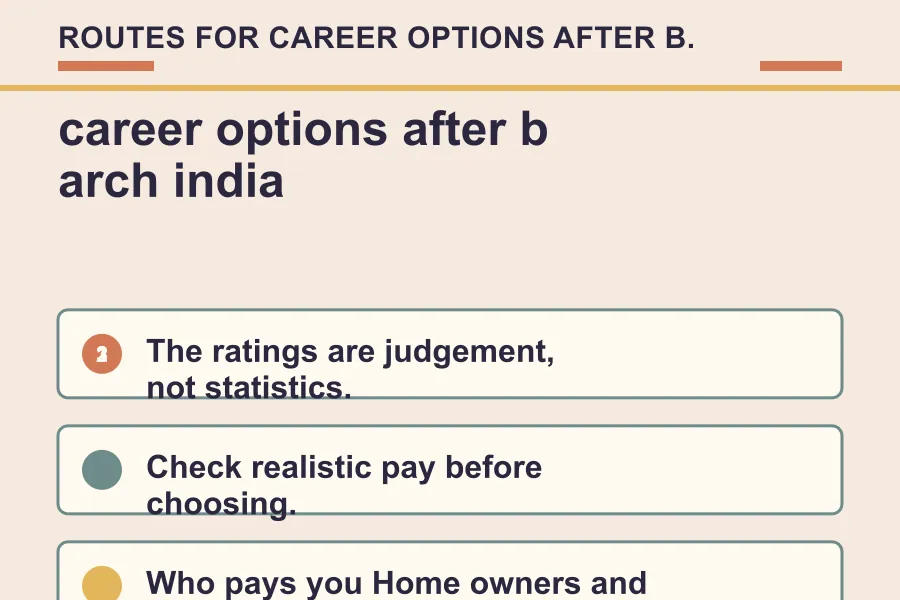 ROUTES FOR CAREER OPTIONS AFTER B.
career options after b
arch india
The ratings are judgement,
not statistics.
Check realistic pay before
choosing.
Who pays you Home owners and